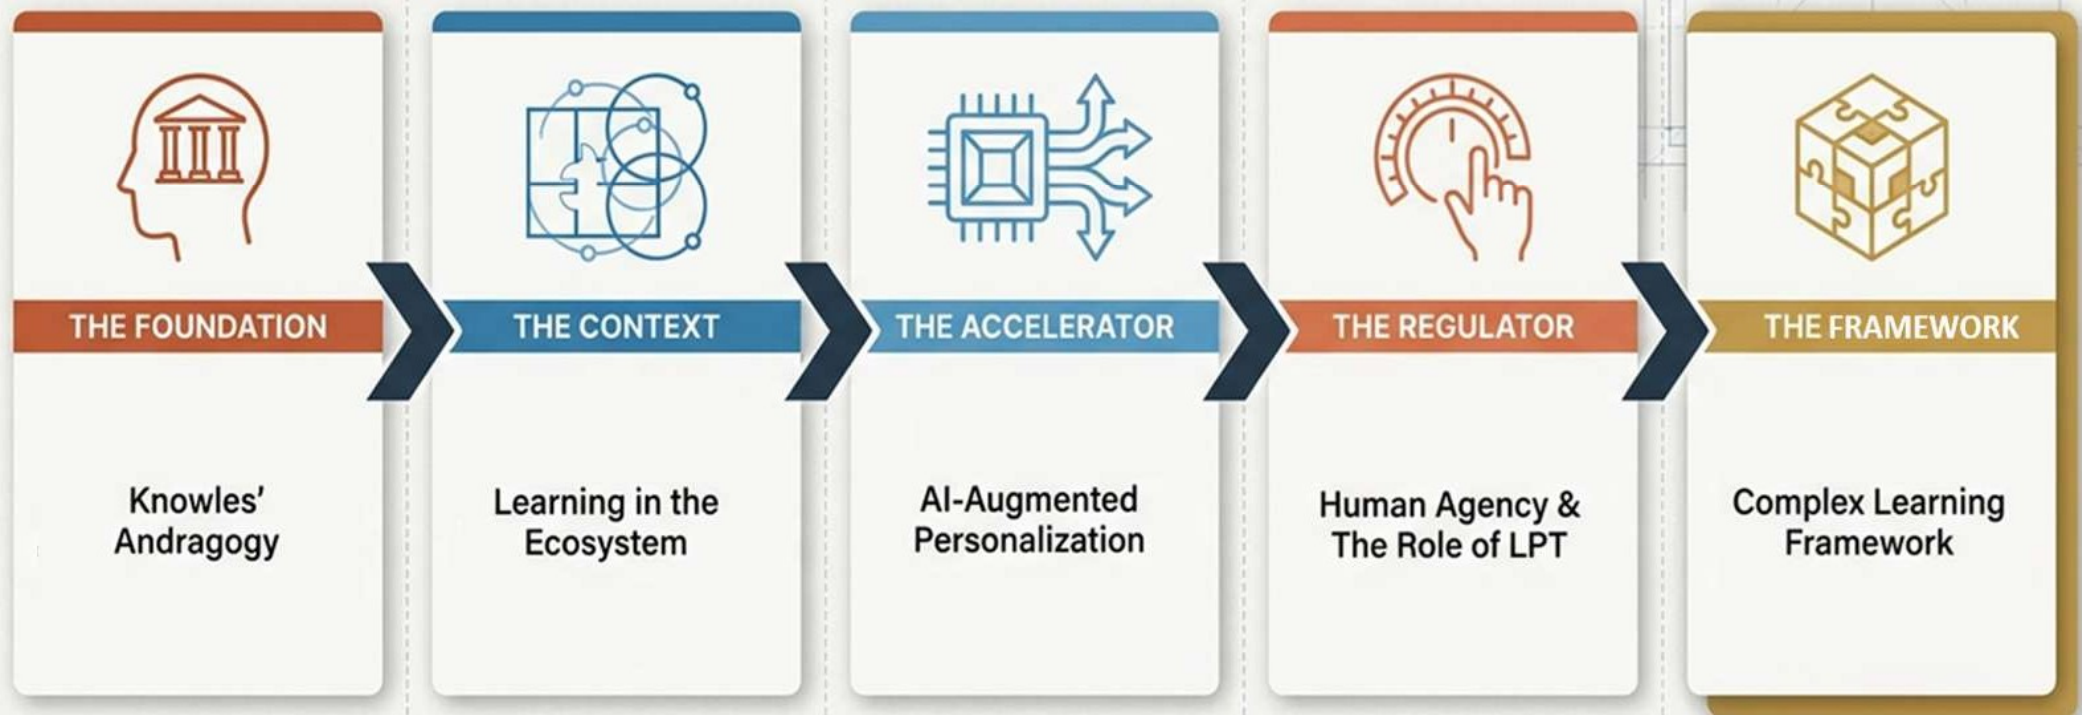 THE FOUNDATION
Knowles'
Andragogy
THE CONTEXT
Learning in the
Ecosystem
THE ACCELERATOR
AI-Augmented
Personalization
THE REGULATOR
Human Agency &
The Role of LPT
THE FRAMEWORK
Complex Learning
Framework